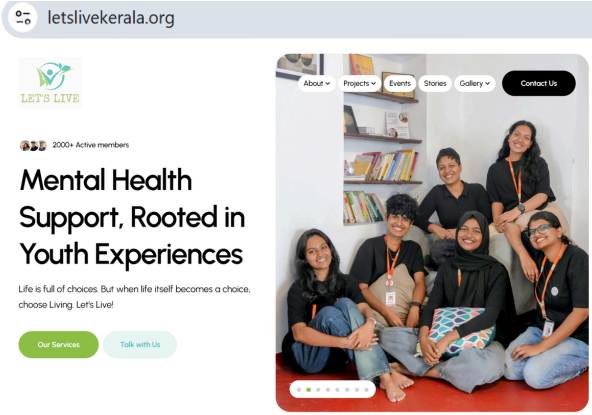 letslivekerala.org
LET'S LIVE
About
Projects
Events
Stories
Gallery
Contact Us
2000+ Active members
Mental Health
Support, Rooted in
Youth Experiences
Life is full of choices. But when life itself becomes a choice,
choose Living. Let's Live!
Our Services
Talk with Us